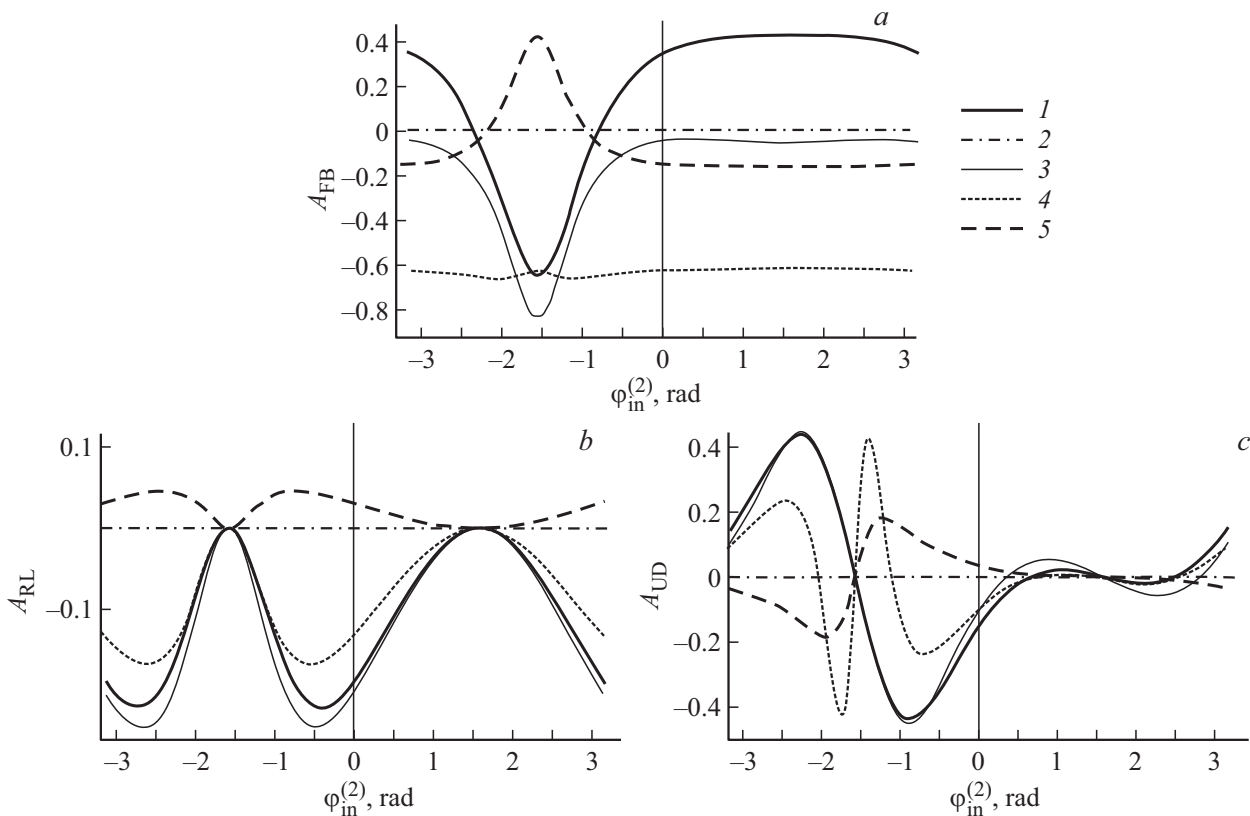 a
0.4
0.2
0
–0.2
–0.4
–0.6
–0.8
A_FB
–3 –2 –1 0 1 2 3
φ_in^(2), rad
1
2
3
4
5
b
0.1
–0.1
A_RL
–3 –2 –1 0 1 2 3
φ_in^(2), rad
c
0.4
0.2
0
–0.2
–0.4
A_UD
–3 –2 –1 0 1 2 3
φ_in^(2), rad